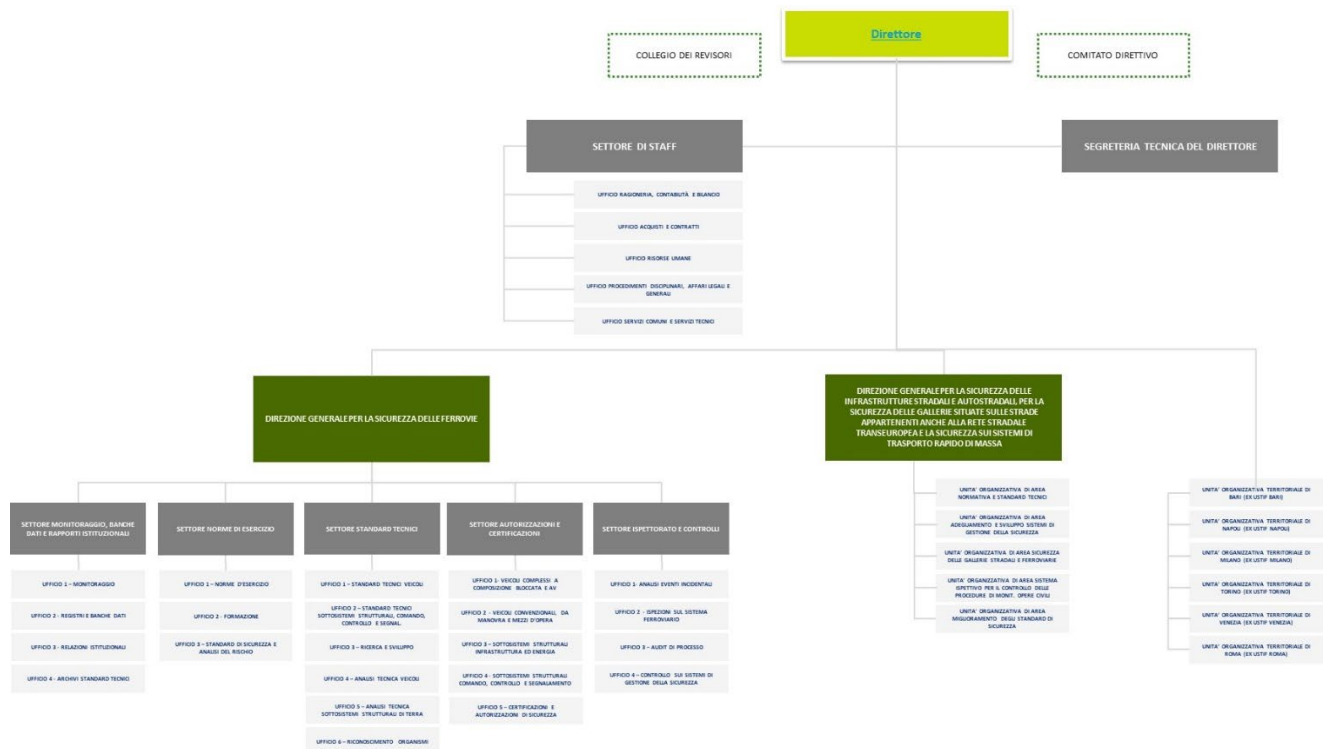 Direttore
COLLEGIO DEI REVISORI
COMITATO DIRETTIVO
SETTORE DI STAFF
SEGRETERIA TECNICA DEL DIRETTORE
UFFICIO RAGIONERIA, CONTABILITÀ E BILANCIO
UFFICIO ACQUISTI E CONTRATTI
UFFICIO RISORSE UMANE
UFFICIO PROCEDIMENTI DISCIPLINARI, AFFARI LEGALI E
GENERALI
UFFICIO SERVIZI COMUNI E SERVIZI TECNICI
DIREZIONE GENERALE PER LA SICUREZZA DELLE FERROVIE
DIREZIONE GENERALE PER LA SICUREZZA DELLE
INFRASTRUTTURE STRADALI E AUTOSTRADALI, PER LA
SICUREZZA DELLE GALLERIE SITUATE SULLE STRADE
APPARTENENTI ANCHE ALLA RETE STRADALE
TRANSEUROPEA E LA SICUREZZA SUI SISTEMI DI
TRASPORTO RAPIDO DI MASSA
SETTORE MONITORAGGIO, BANCHE
DATI E RAPPORTI ISTITUZIONALI
UFFICIO 1 – MONITORAGGIO
UFFICIO 2 - REGISTRI E BANCHE DATI
UFFICIO 3 - RELAZIONI ISTITUZIONALI
UFFICIO 4 - ARCHIVI STANDARD TECNICI
SETTORE NORME DI ESERCIZIO
UFFICIO 1 – NORME D'ESERCIZIO
UFFICIO 2 - FORMAZIONE
UFFICIO 3 – STANDARD DI SICUREZZA E
ANALISI DEL RISCHIO
SETTORE STANDARD TECNICI
UFFICIO 1 – STANDARD TECNICI VEICOLI
UFFICIO 2 – STANDARD TECNICI
SOTTOSISTEMI STRUTTURALI, COMANDO,
CONTROLLO E SEGNAL.
UFFICIO 3 – RICERCA E SVILUPPO
UFFICIO 4 – ANALISI TECNICA VEICOLI
UFFICIO 5 – ANALISI TECNICA
SOTTOSISTEMI STRUTTURALI DI TERRA
UFFICIO 6 – RICONOSCIMENTO ORGANISMI
SETTORE AUTORIZZAZIONI E
CERTIFICAZIONI
UFFICIO 1- VEICOLI COMPLESSI A
COMPOSIZIONE BLOCCATA E AV
UFFICIO 2 - VEICOLI CONVENZIONALI, DA
MANOVRA E MEZZI D'OPERA
UFFICIO 3 – SOTTOSISTEMI STRUTTURALI
INFRASTRUTTURA ED ENERGIA
UFFICIO 4 - SOTTOSISTEMI STRUTTURALI
COMANDO, CONTROLLO E SEGNALAMENTO
UFFICIO 5 – CERTIFICAZIONI E
AUTORIZZAZIONI DI SICUREZZA
SETTORE ISPETTORATO E CONTROLLI
UFFICIO 1- ANALISI EVENTI INCIDENTALI
UFFICIO 2 - ISPEZIONI SUL SISTEMA
FERROVIARIO
UFFICIO 3 – AUDIT DI PROCESSO
UFFICIO 4 – CONTROLLO SUI SISTEMI DI
GESTIONE DELLA SICUREZZA
UNITA' ORGANIZZATIVA DI AREA
NORMATIVA E STANDARD TECNICI
UNITA' ORGANIZZATIVA DI AREA
ADEGUAMENTO E SVILUPPO SISTEMI DI
GESTIONE DELLA SICUREZZA
UNITA' ORGANIZZATIVA DI AREA SICUREZZA
DELLE GALLERIE STRADALI E FERROVIARIE
UNITA' ORGANIZZATIVA DI AREA SISTEMA
ISPETTIVO PER IL CONTROLLO DELLE
PROCEDURE DI MONIT. OPERE CIVILI
UNITA' ORGANIZZATIVA DI AREA
MIGLIORAMENTO DEGLI STANDARD DI
SICUREZZA
UNITA' ORGANIZZATIVA TERRITORIALE DI
BARI (EX USTIF BARI)
UNITA' ORGANIZZATIVA TERRITORIALE DI
NAPOLI (EX USTIF NAPOLI)
UNITA' ORGANIZZATIVA TERRITORIALE DI
MILANO (EX USTIF MILANO)
UNITA' ORGANIZZATIVA TERRITORIALE DI
TORINO (EX USTIF TORINO)
UNITA' ORGANIZZATIVA TERRITORIALE DI
VENEZIA (EX USTIF VENEZIA)
UNITA' ORGANIZZATIVA TERRITORIALE DI
ROMA (EX USTIF ROMA)